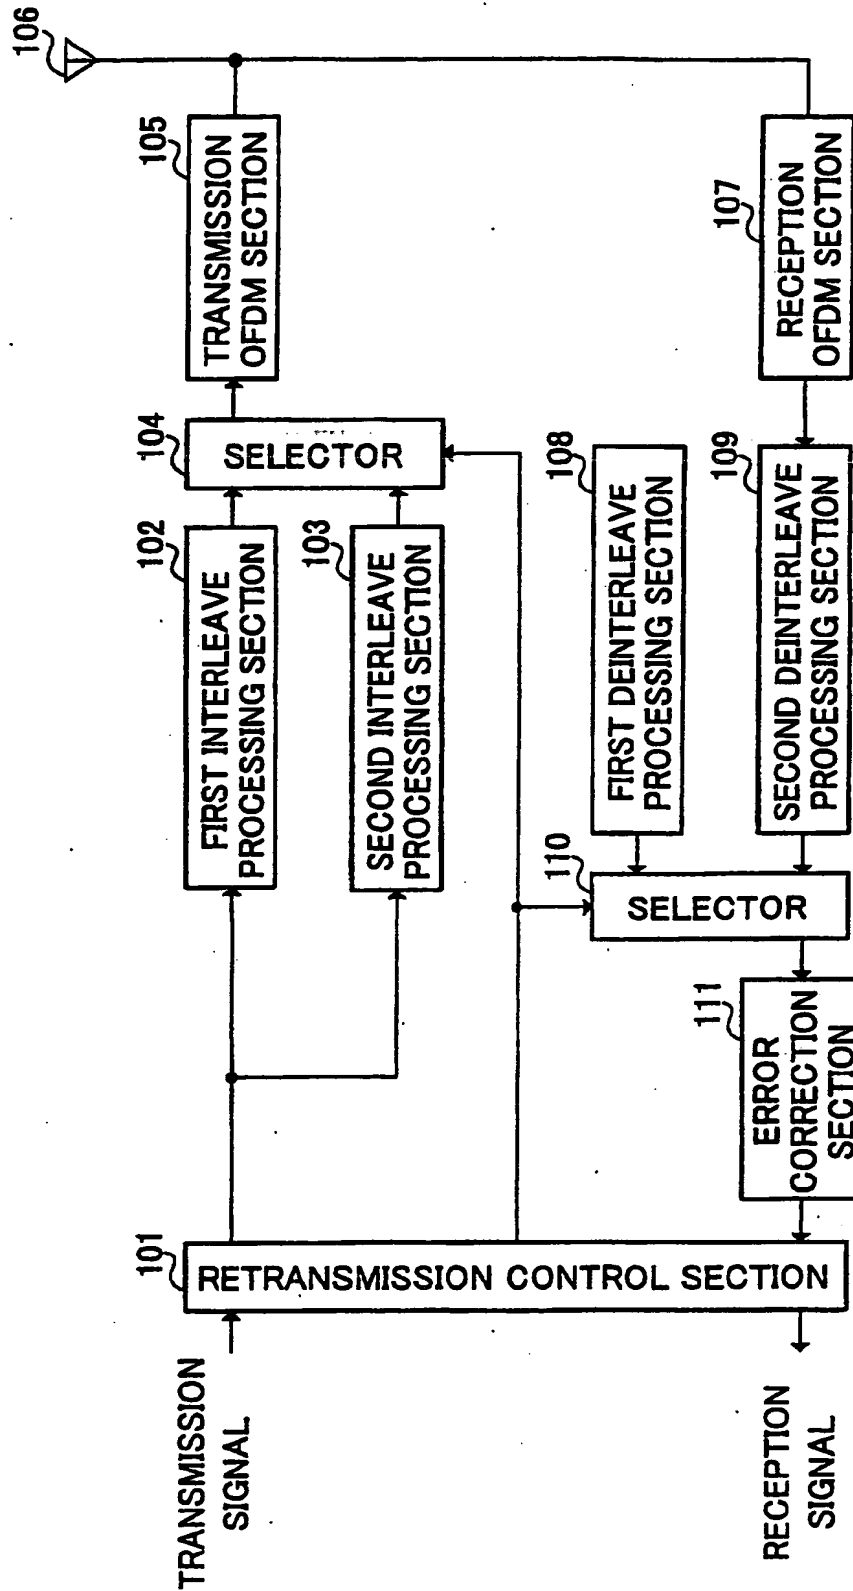 106
105
TRANSMISSION
OFDM SECTION
107
RECEPTION
OFDM SECTION
104
SELECTOR
102
FIRST INTERLEAVE
PROCESSING SECTION
103
SECOND INTERLEAVE
PROCESSING SECTION
108
FIRST DEINTERLEAVE
PROCESSING SECTION
109
SECOND DEINTERLEAVE
PROCESSING SECTION
110
SELECTOR
111
ERROR
CORRECTION
SECTION
101
RETRANSMISSION CONTROL SECTION
TRANSMISSION
SIGNAL
RECEPTION
SIGNAL